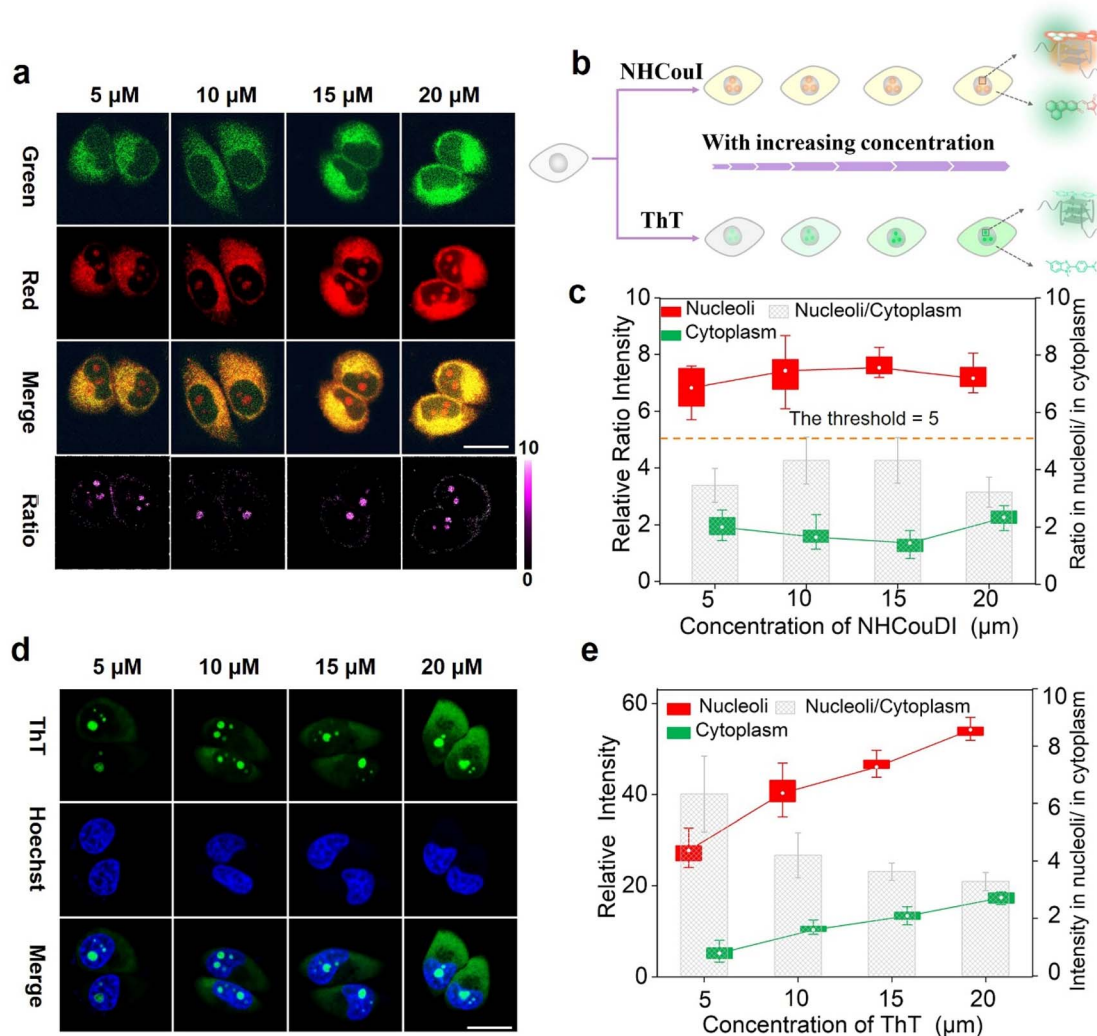 a
5 μM 10 μM 15 μM 20 μM
Green
Red
Merge
Ratio
10
0
b
NHCouI
With increasing concentration
ThT
c
Nucleoli
Nucleoli/Cytoplasm
Cytoplasm
The threshold = 5
Relative Ratio Intensity
10
8
6
4
2
0
Ratio in nucleoli/ in cytoplasm
10
8
6
4
2
0
5 10 15 20
Concentration of NHCouDI (μm)
d
5 μM 10 μM 15 μM 20 μM
ThT
Hoechst
Merge
e
Nucleoli
Nucleoli/Cytoplasm
Cytoplasm
Relative Intensity
60
40
20
0
Intensity in nucleoli/ in cytoplasm
10
8
6
4
2
0
5 10 15 20
Concentration of ThT (μm)